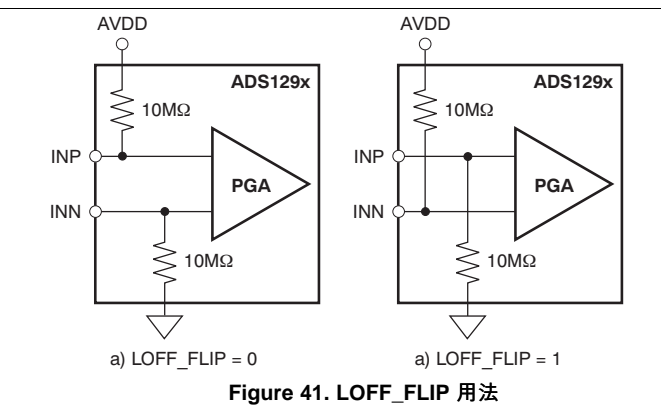 AVDD
ADS129x
10MΩ
INP
INN
PGA
10MΩ
a) LOFF_FLIP = 0
AVDD
ADS129x
10MΩ
INP
INN
PGA
10MΩ
a) LOFF_FLIP = 1
Figure 41. LOFF_FLIP 用法